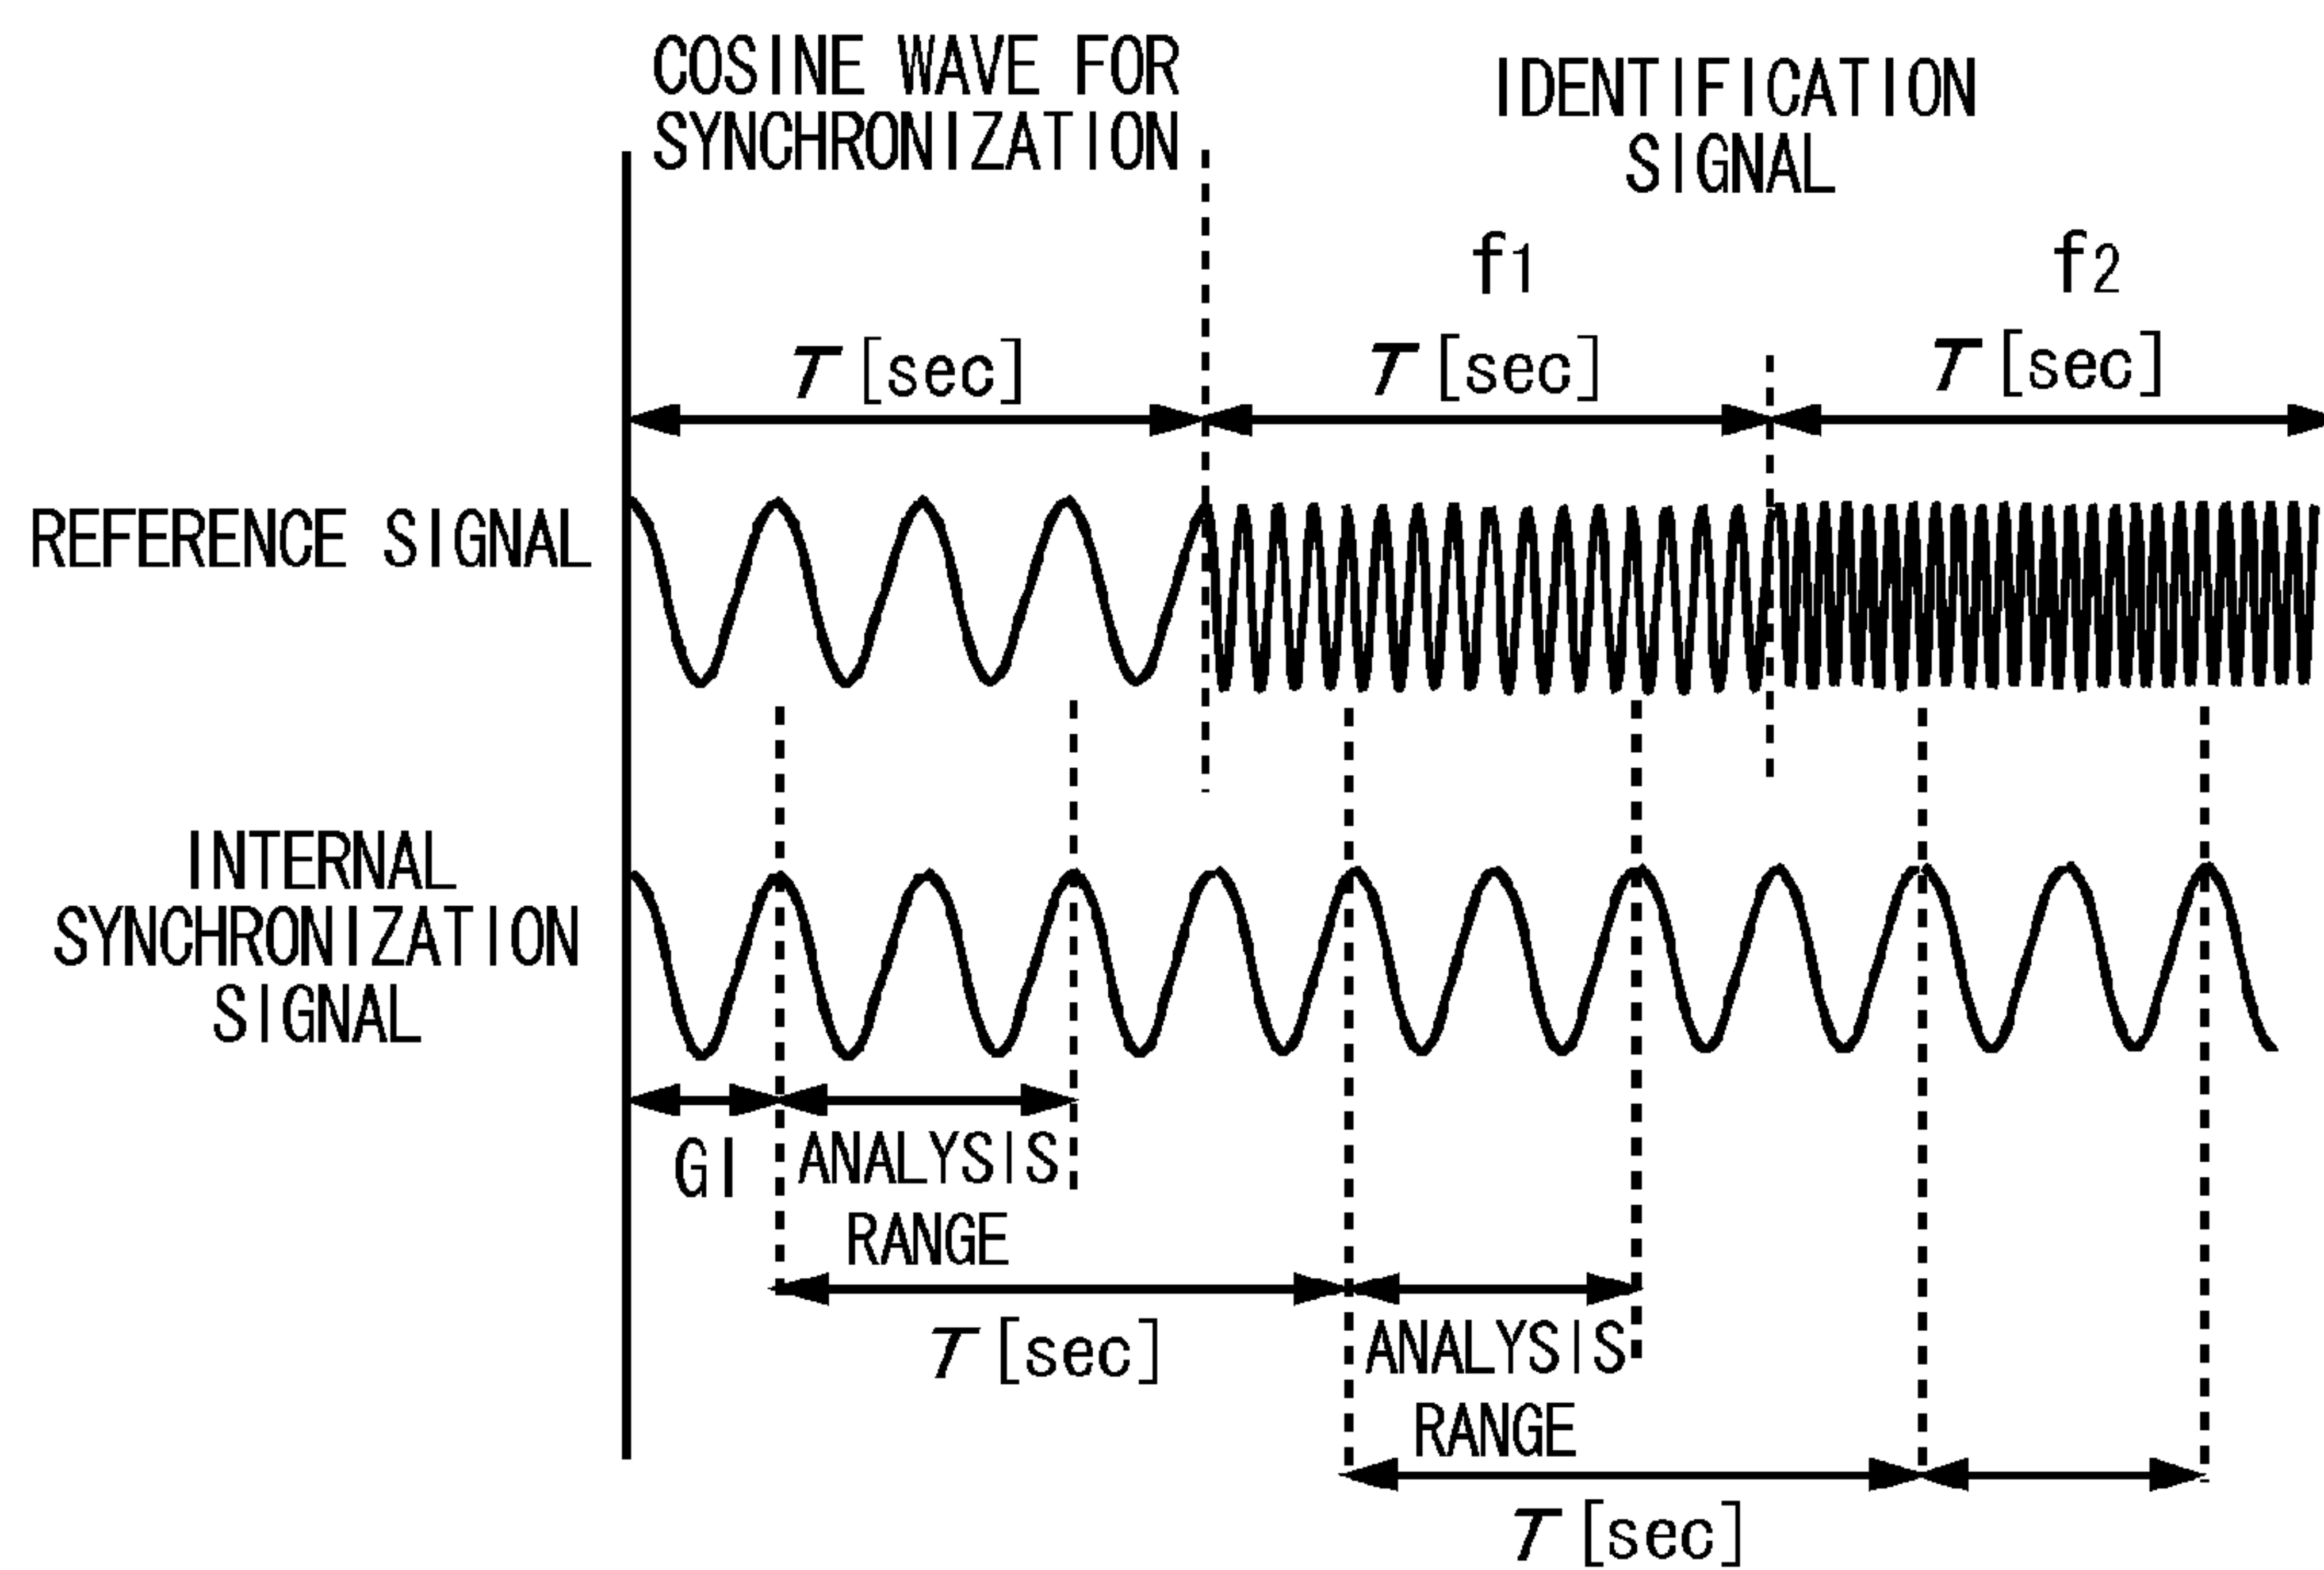 COSINE WAVE FOR
SYNCHRONIZATION
IDENTIFICATION
SIGNAL
f1
f2
T [sec]
T [sec]
T [sec]
REFERENCE SIGNAL
INTERNAL
SYNCHRONIZATION
SIGNAL
GI
ANALYSIS
RANGE
T [sec]
ANALYSIS
RANGE
T [sec]